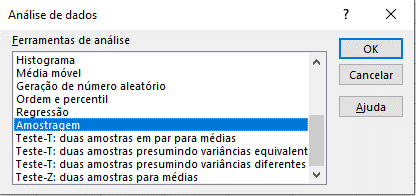 Análise de dados
? ×
Ferramentas de análise
Histograma
Média móvel
Geração de número aleatório
Ordem e percentil
Regressão
Amostragem
Teste-T: duas amostras em par para médias
Teste-T: duas amostras presumindo variâncias equivalent
Teste-T: duas amostras presumindo variâncias diferentes
Teste-Z: duas amostras para médias
OK
Cancelar
Ajuda